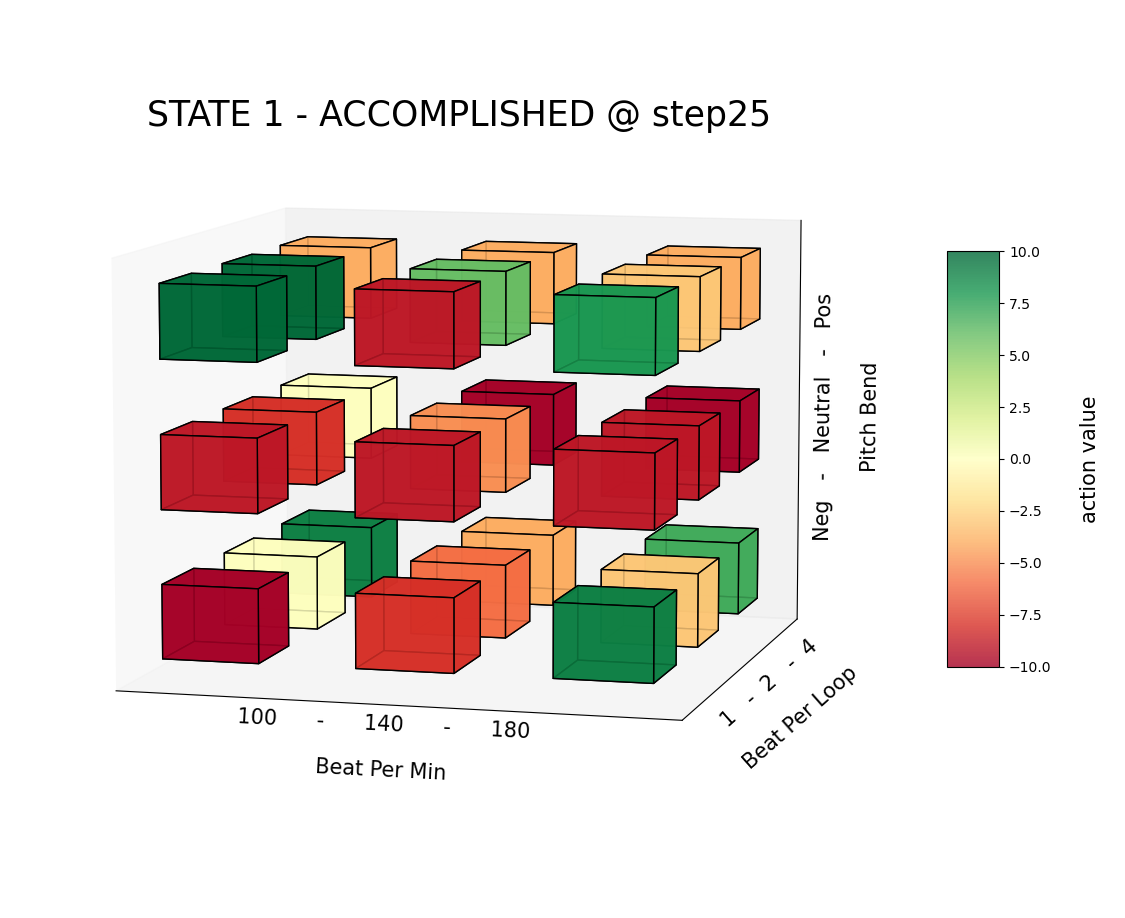 STATE 1 - ACCOMPLISHED @ step25
Neg - Neutral - Pos
Pitch Bend
100 - 140 - 180
Beat Per Min
1 - 2 - 4
Beat Per Loop
10.0
7.5
5.0
2.5
0.0
−2.5
−5.0
−7.5
−10.0
action value